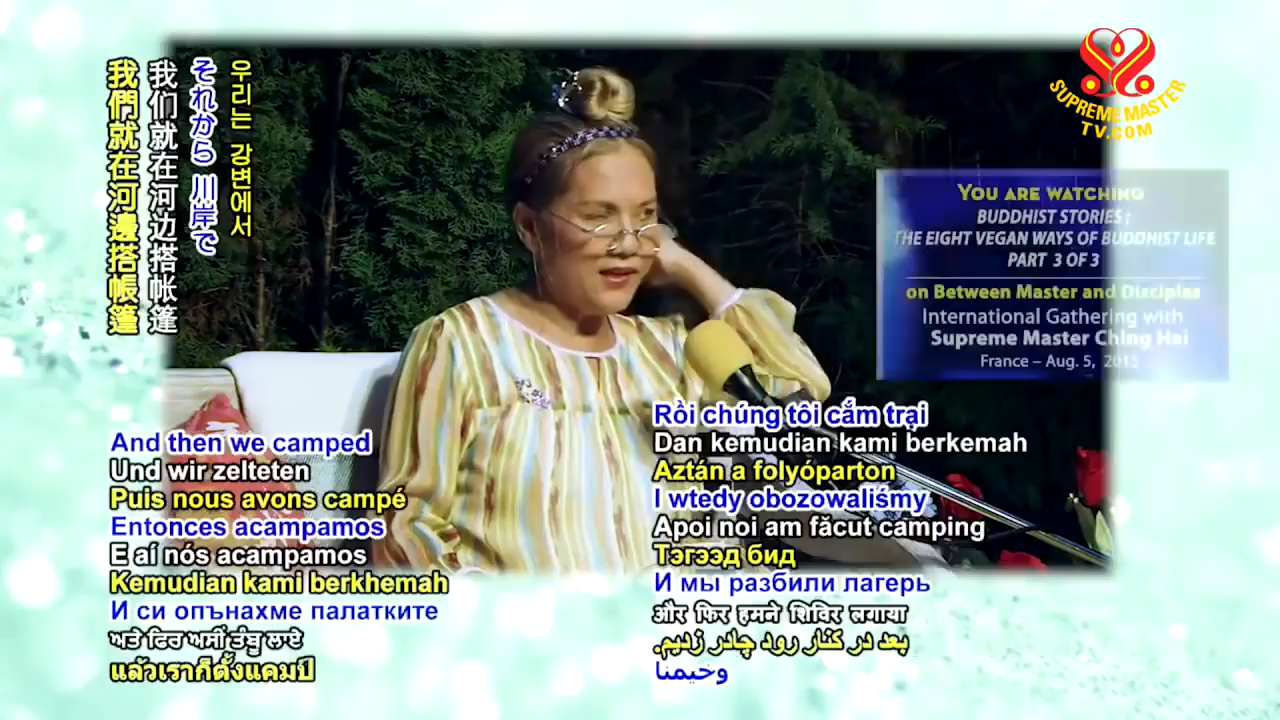 我們就在河邊搭帳篷
我们就在河边搭帐篷
それから 川岸で
우리는 강변에서
SUPREME MASTER
TV.COM
YOU ARE WATCHING
BUDDHIST STORIES:
THE EIGHT VEGAN WAYS OF BUDDHIST LIFE
PART 3 OF 3
on Between Master and Disciples
International Gathering with
Supreme Master Ching Hai
France – Aug. 5, 2015
And then we camped
Und wir zelteten
Puis nous avons campé
Entonces acampamos
E aí nós acampamos
Kemudian kami berkhemah
И си опънахме палатките
ਅਤੇ ਫਿਰ ਅਸੀਂ ਤੰਬੂ ਲਾਏ
แล้วเราก็ตั้งแคมป์
Rồi chúng tôi cắm trại
Dan kemudian kami berkemah
Aztán a folyóparton
I wtedy obozowaliśmy
Apoi noi am făcut camping
Тэгээд бид
И мы разбили лагерь
और फिर हमने शिविर लगाया
بعد در کنار رود چادر زدیم.
وخيمنا